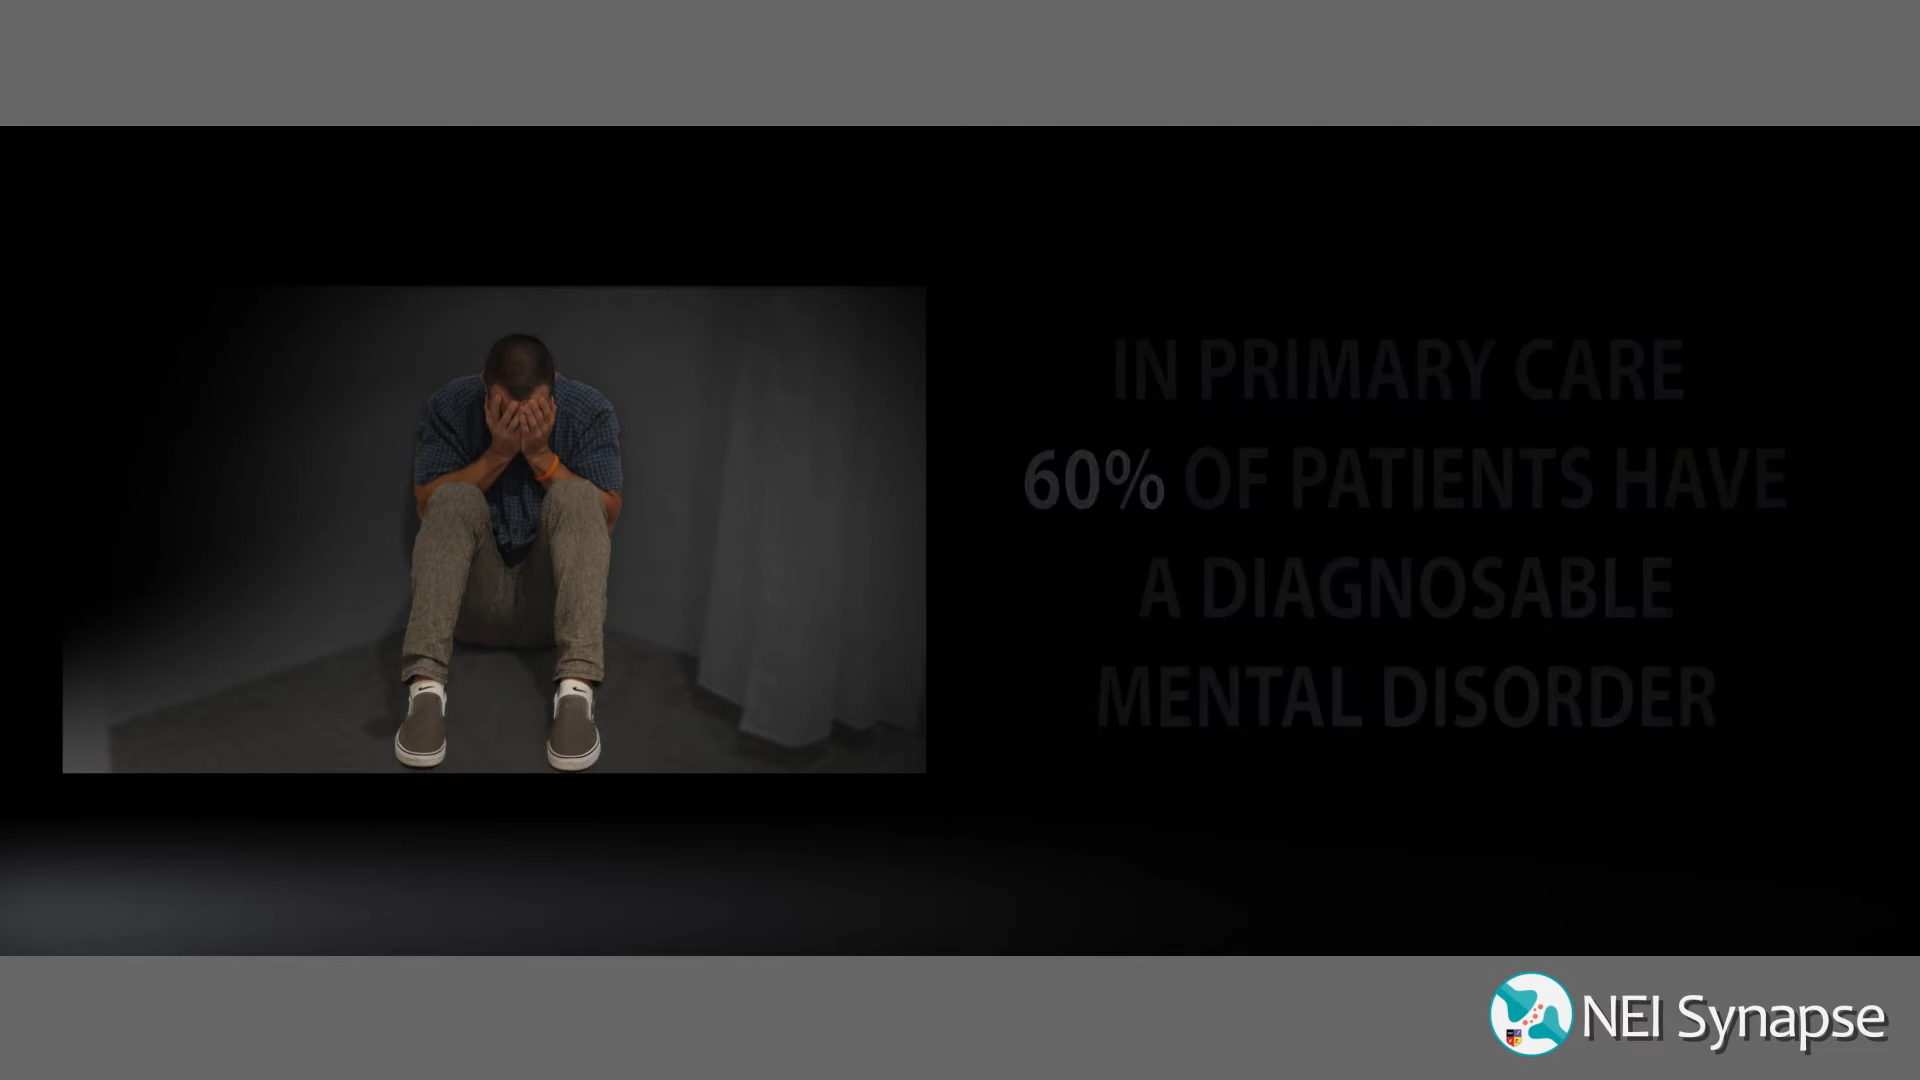 IN PRIMARY CARE
60% OF PATIENTS HAVE
A DIAGNOSABLE
MENTAL DISORDER
NEI Synapse